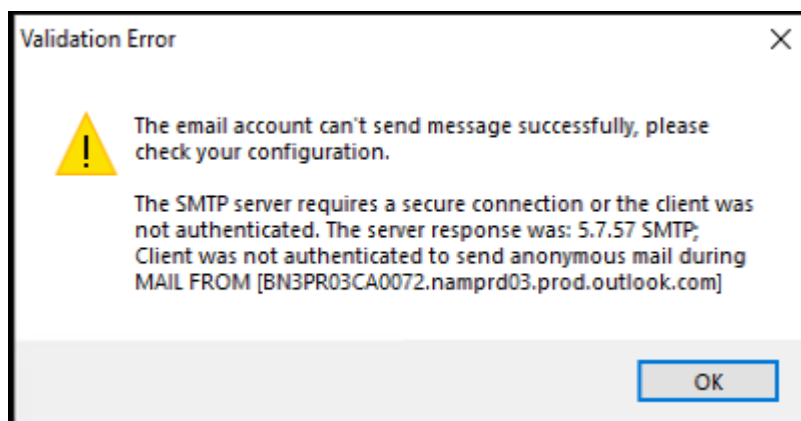 Validation Error
The email account can't send message successfully, please
check your configuration.
The SMTP server requires a secure connection or the client was
not authenticated. The server response was: 5.7.57 SMTP;
Client was not authenticated to send anonymous mail during
MAIL FROM [BN3PR03CA0072.namprd03.prod.outlook.com]
OK